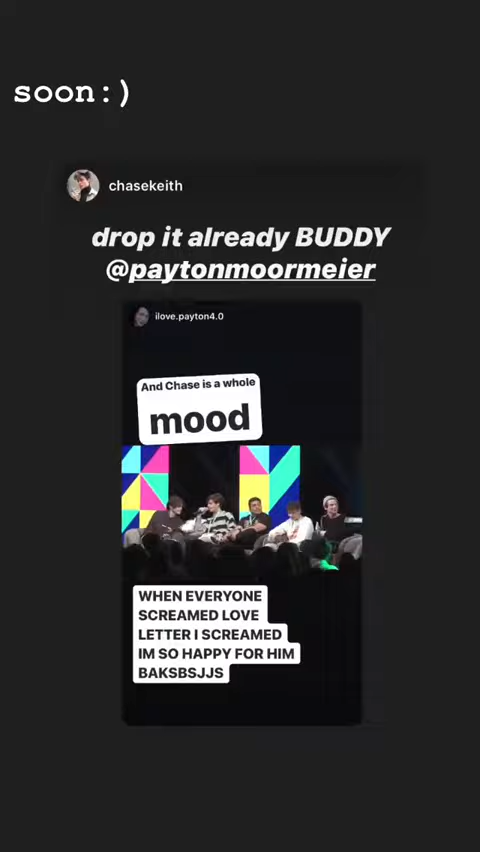 soon:)
chasekeith
drop it already BUDDY
@paytonmoormeier
ilove.payton4.0
And Chase is a whole
mood
WHEN EVERYONE
SCREAMED LOVE
LETTER I SCREAMED
IM SO HAPPY FOR HIM
BAKSBSJJS